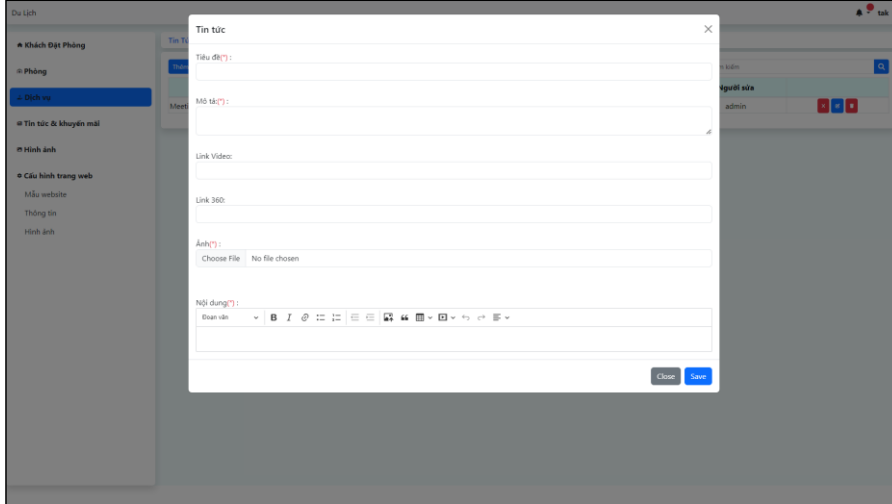 Du Lịch
tak
Khách Đặt Phòng
Phòng
Dịch vụ
Tin tức & khuyến mãi
Hình ảnh
Cấu hình trang web
Mẫu website
Thông tin
Hình ảnh
Người sửa
admin
Tin tức
Tiêu đề(*) :
Mô tả:(*) :
Link Video:
Link 360:
Ảnh(*) :
Choose File No file chosen
Nội dung(*) :
Đoạn văn
Close Save